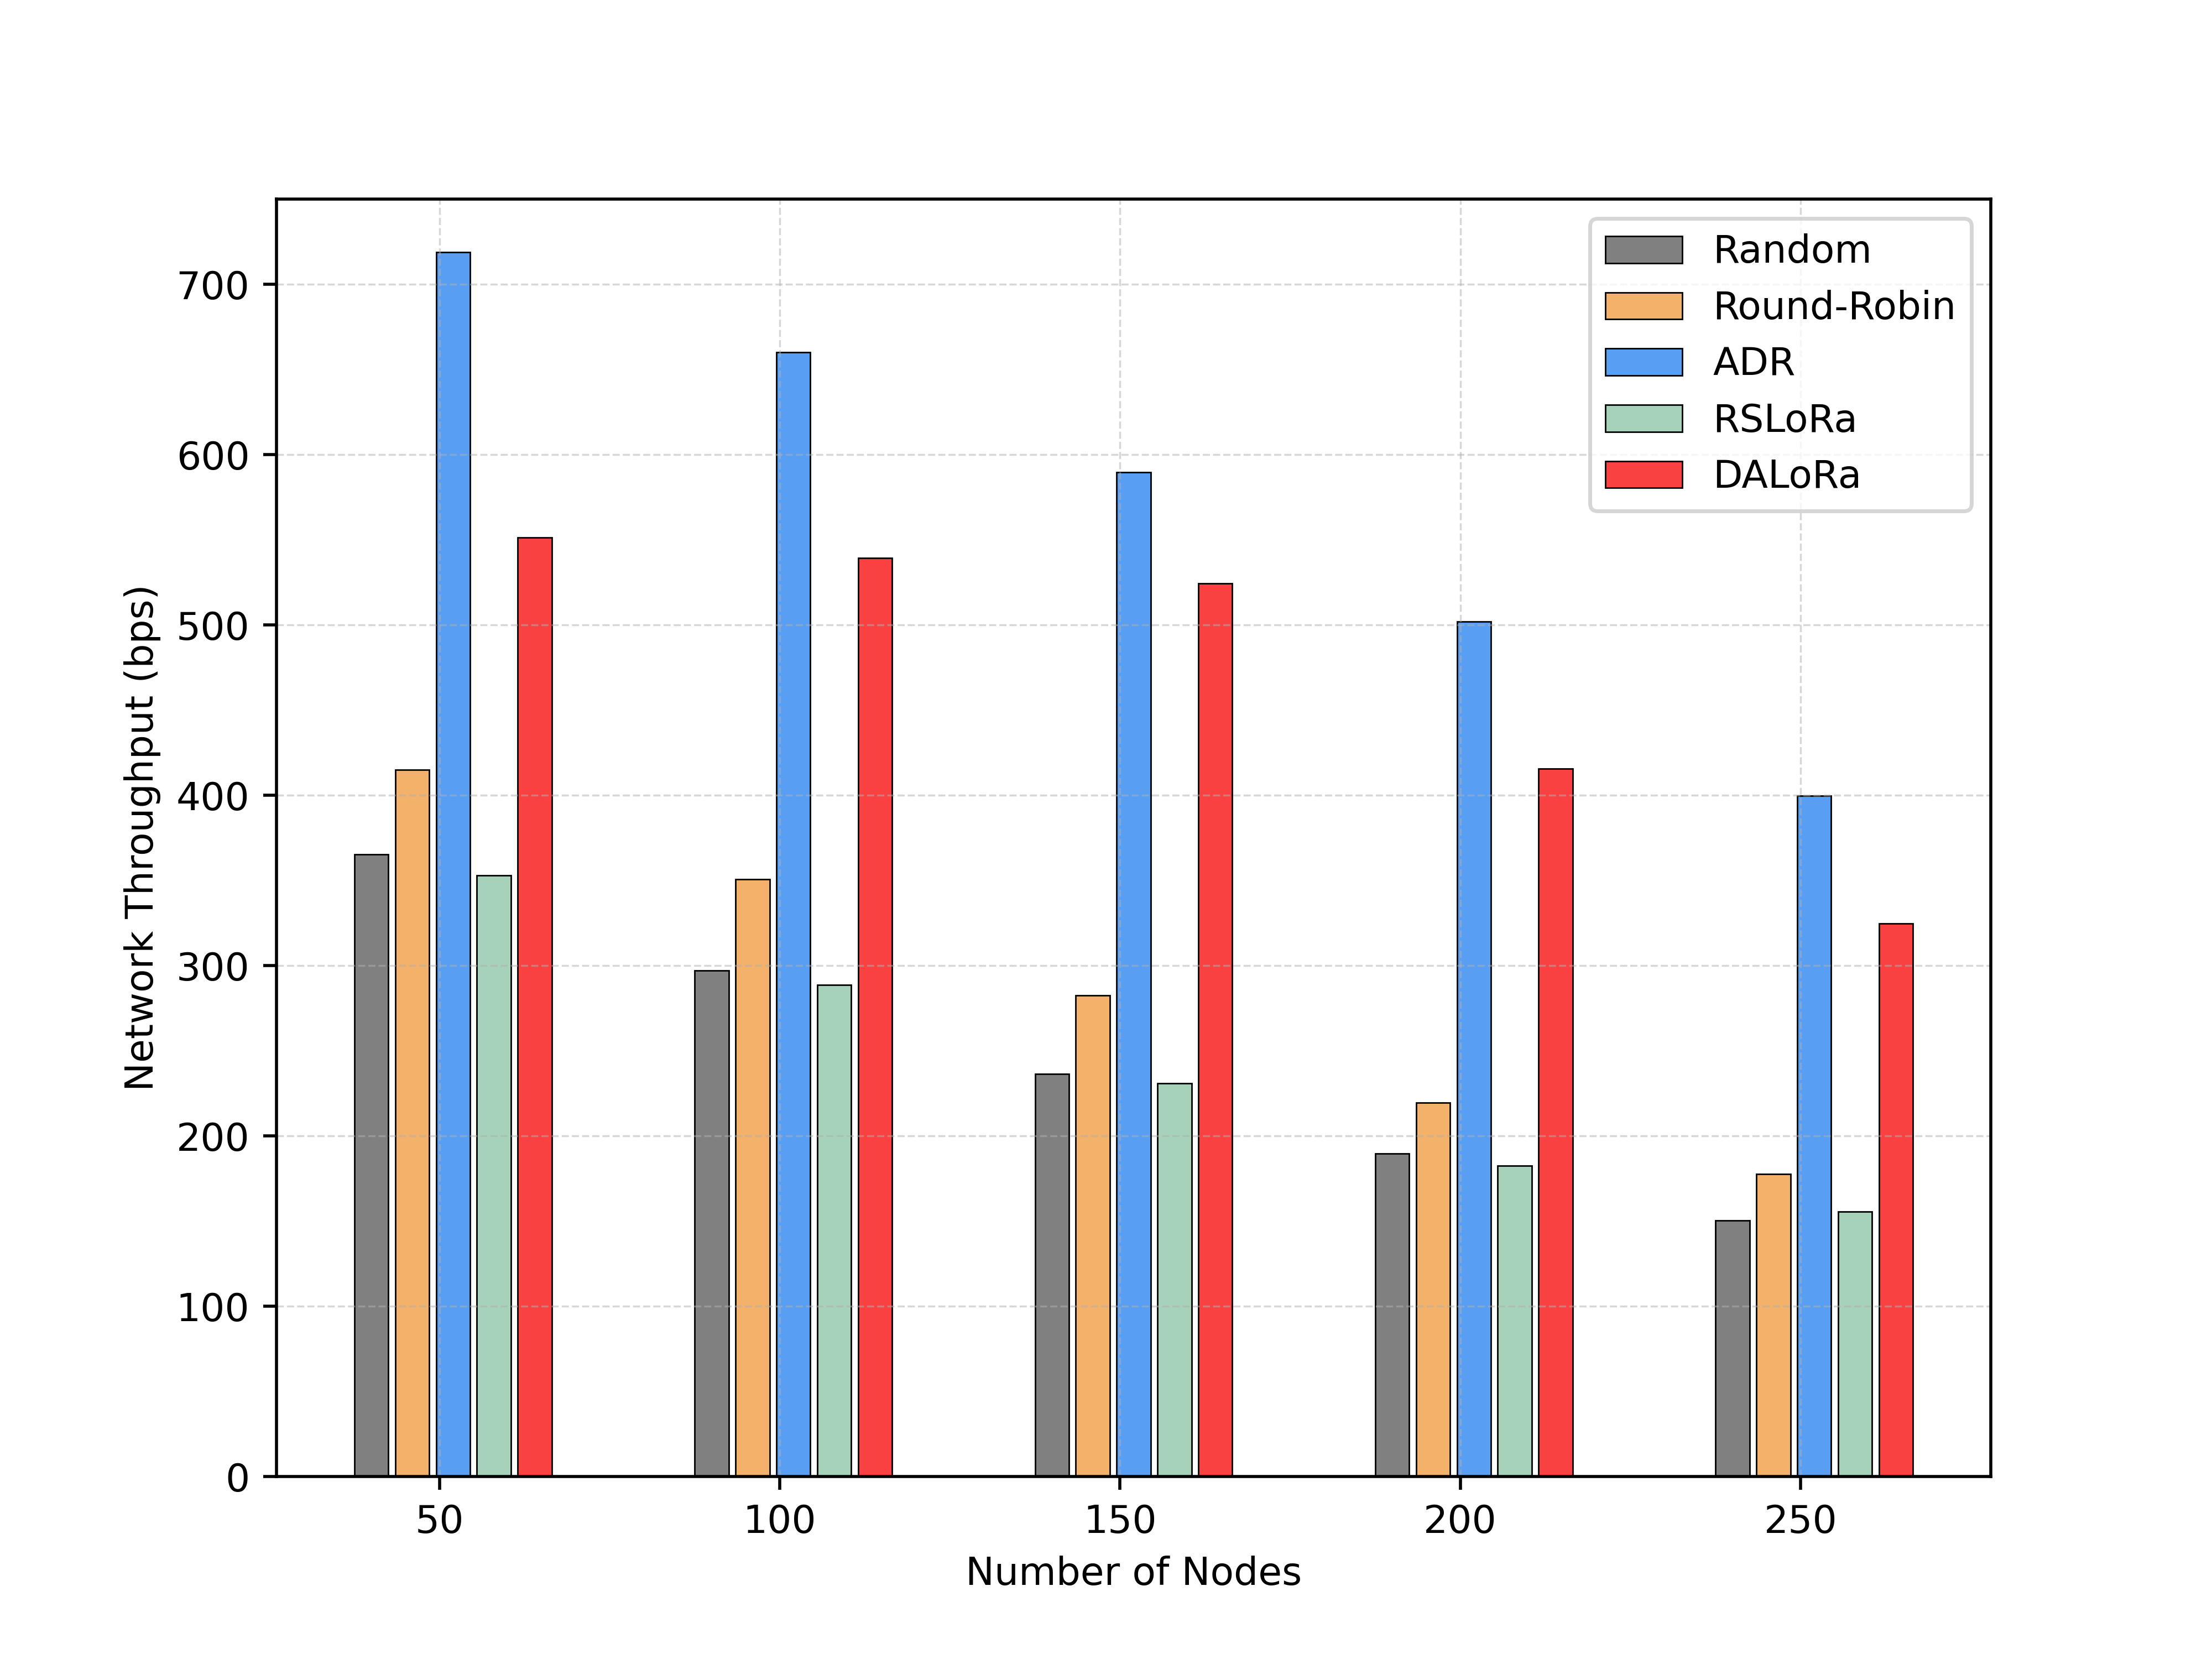 Random
Round-Robin
ADR
RSLoRa
DALoRa
Network Throughput (bps)
700
600
500
400
300
200
100
0
50 100 150 200 250
Number of Nodes